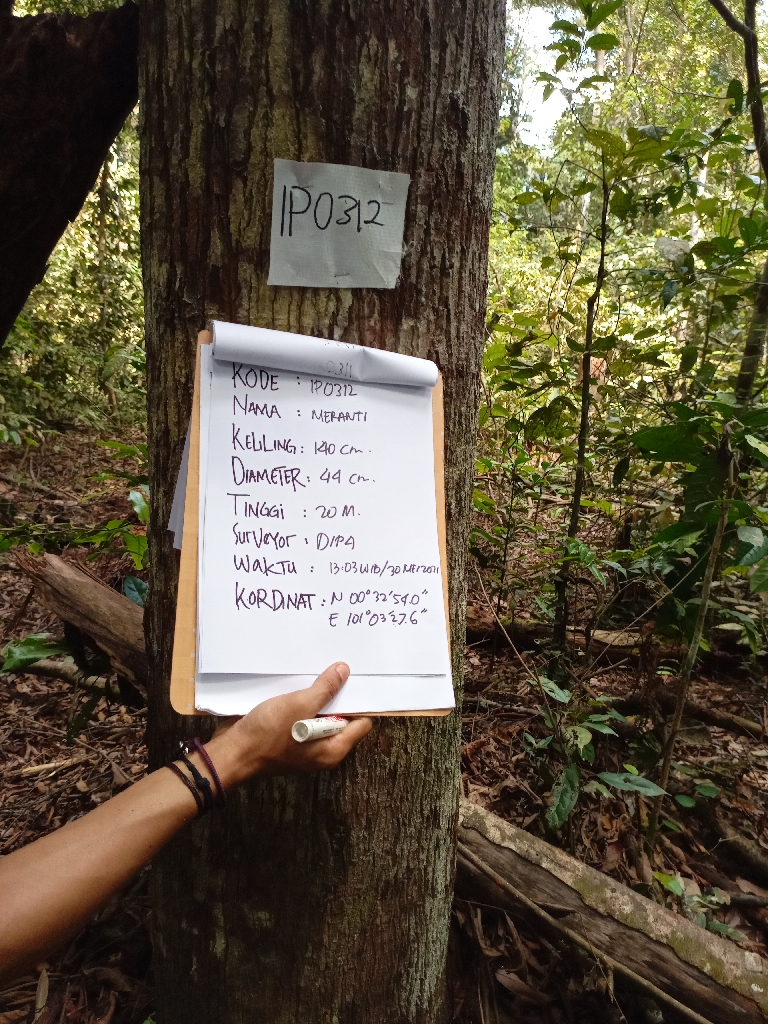 IP0312
0311
KODE : IP0312
NAMA : MERANTI
KELILING : 140 cm.
DIAMETER : 44 cm.
TINGGI : 20 M.
SURVEYOR : DIPA
WAKTU : 13:03 WIB/30 MEI 2021
KORDINAT : N 00°32'54.0"
E 101°03'27.6"